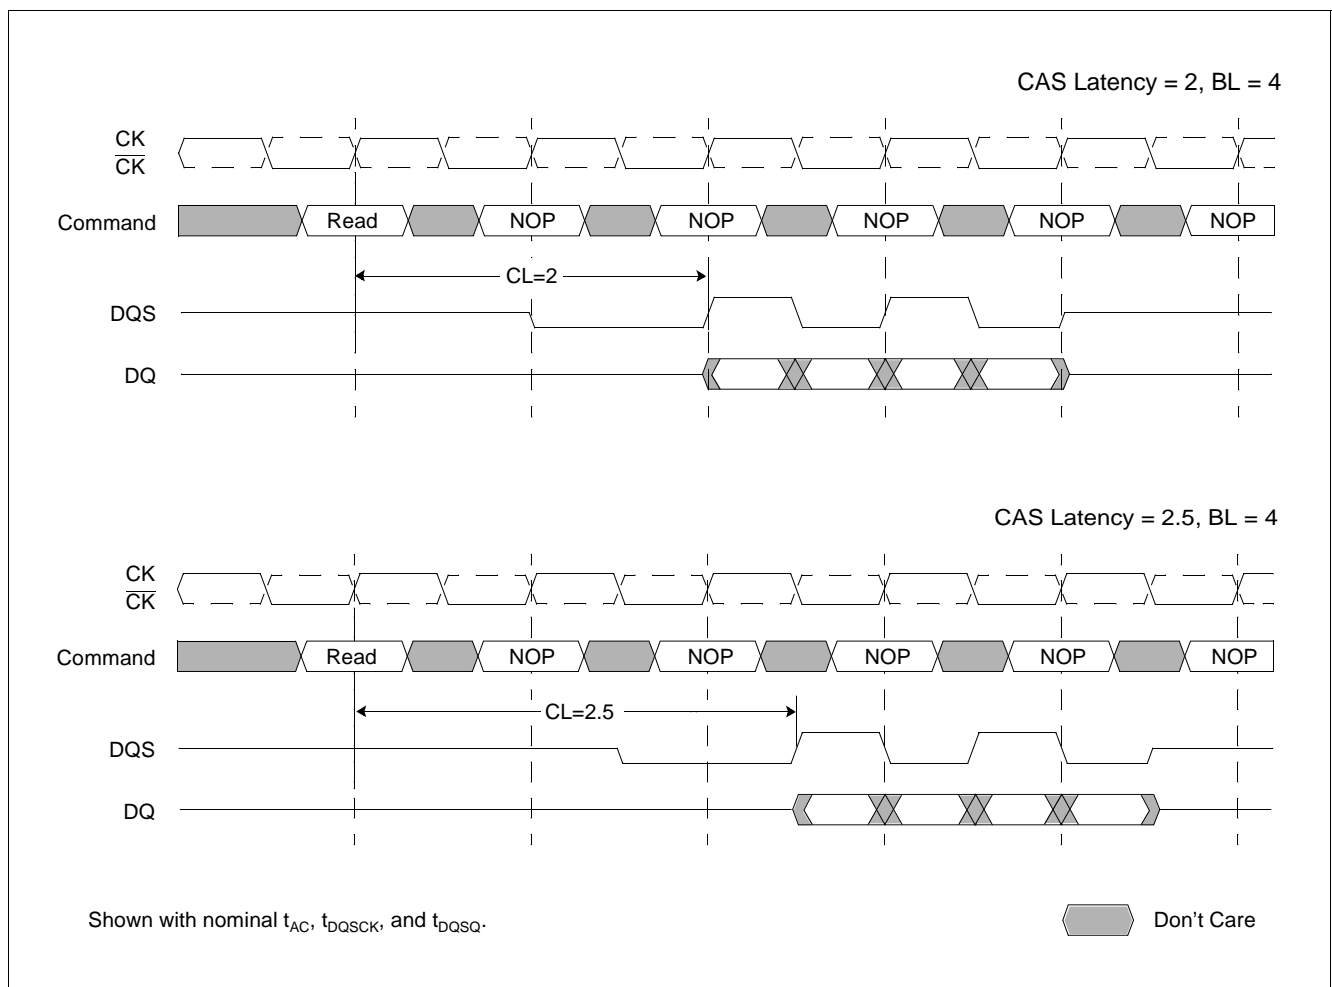 CAS Latency = 2, BL = 4
CK
CK
Command Read NOP NOP NOP NOP NOP
CL=2
DQS
DQ
CAS Latency = 2.5, BL = 4
CK
CK
Command Read NOP NOP NOP NOP NOP
CL=2.5
DQS
DQ
Shown with nominal tAC, tDQSCK, and tDQSQ.
Don't Care